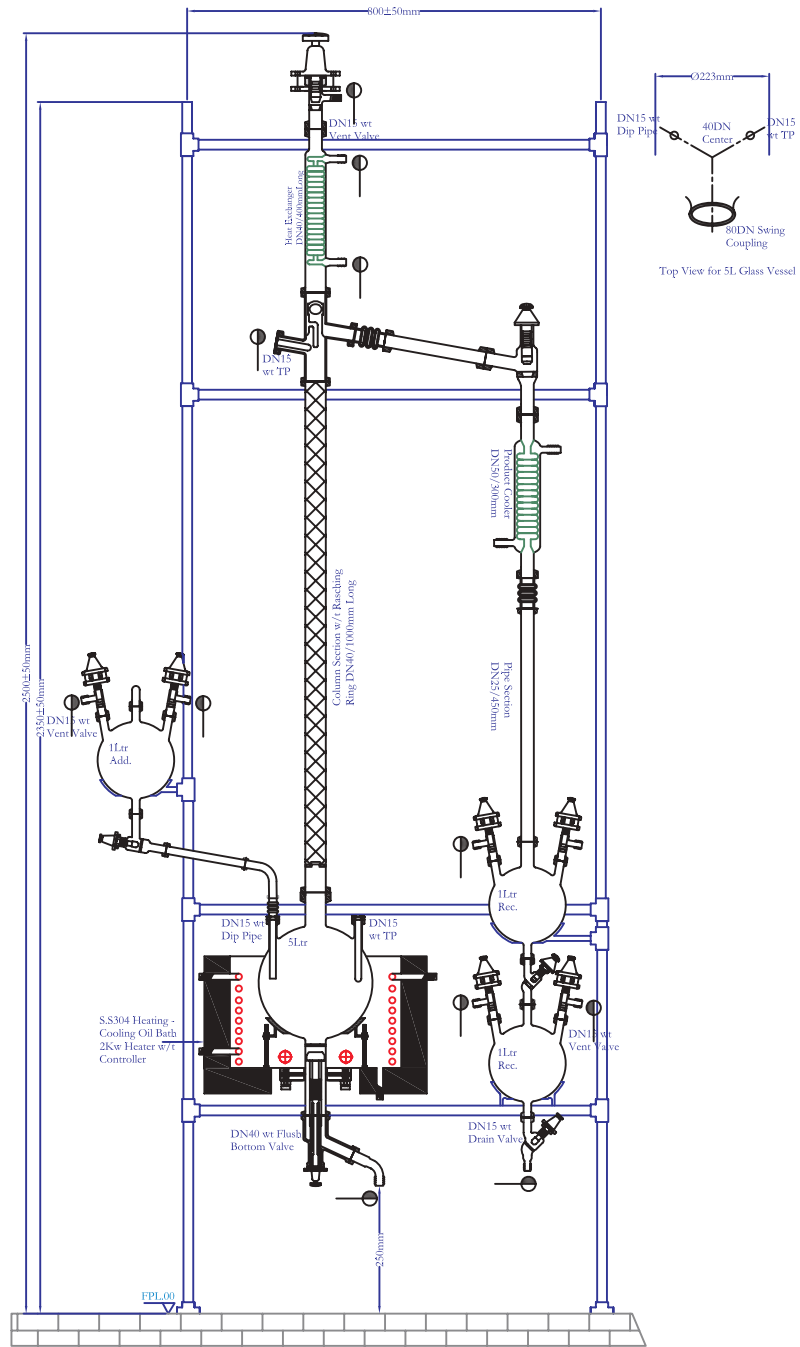 800±50mm
Ø223mm
DN15 wt
Dip Pipe
40DN
Center
DN15
wt TP
80DN Swing
Coupling
Top View for 5L Glass Vessel
DN15 wt
Vent Valve
Heat Exchanger
DN40/400mmLong
DN15
wt TP
Product Cooler
DN50/300mm
Column Section w/t Rasching
Ring DN40/1000mm Long
Pipe Section
DN25/450mm
2500±50mm
2350±50mm
DN15 wt
Vent Valve
1Ltr
Add.
1Ltr
Rec.
DN15 wt
Dip Pipe
5Ltr
DN15
wt TP
S.S304 Heating -
Cooling Oil Bath
2Kw Heater w/t
Controller
1Ltr
Rec.
DN15 wt
Vent Valve
DN40 wt Flush
Bottom Valve
DN15 wt
Drain Valve
250mm
FPL.00